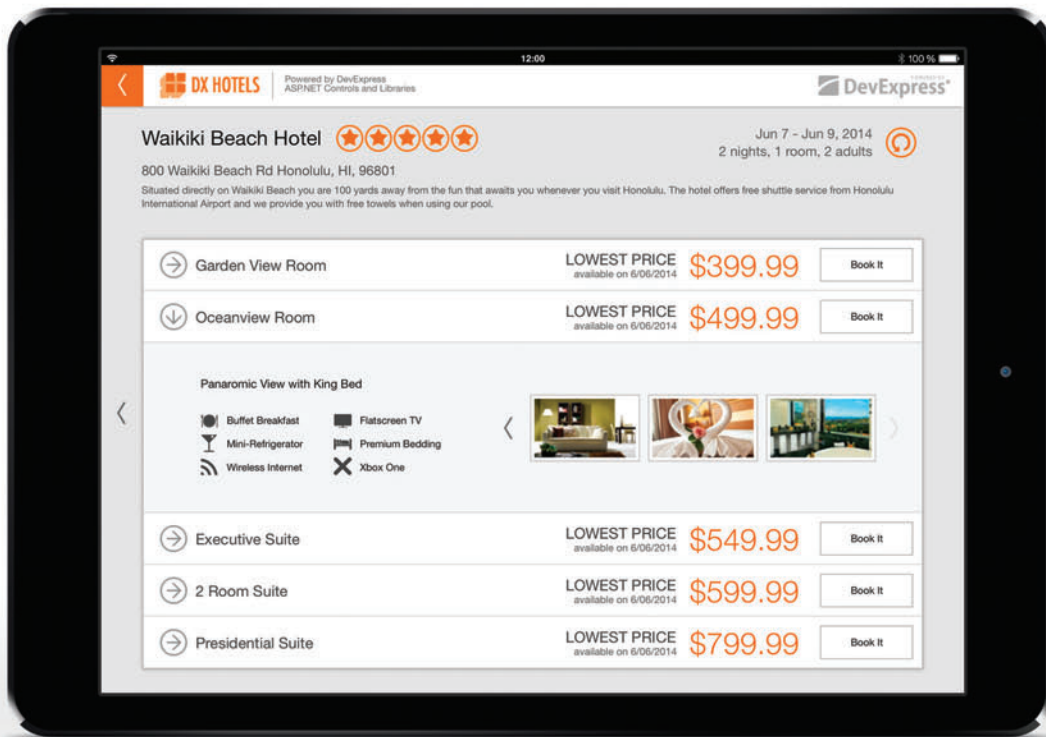 12:00
100 %
DX HOTELS
Powered by DevExpress
ASP.NET Controls and Libraries
DevExpress
Waikiki Beach Hotel
Jun 7 - Jun 9, 2014
2 nights, 1 room, 2 adults
800 Waikiki Beach Rd Honolulu, HI, 96801
Situated directly on Waikiki Beach you are 100 yards away from the fun that awaits you whenever you visit Honolulu. The hotel offers free shuttle service from Honolulu
International Airport and we provide you with free towels when using our pool.
Garden View Room
LOWEST PRICE
available on 6/06/2014
$399.99
Book It
Oceanview Room
LOWEST PRICE
available on 6/06/2014
$499.99
Book It
Panaromic View with King Bed
Buffet Breakfast
Flatscreen TV
Mini-Refrigerator
Premium Bedding
Wireless Internet
Xbox One
Executive Suite
LOWEST PRICE
available on 6/06/2014
$549.99
Book It
2 Room Suite
LOWEST PRICE
available on 6/06/2014
$599.99
Book It
Presidential Suite
LOWEST PRICE
available on 6/06/2014
$799.99
Book It